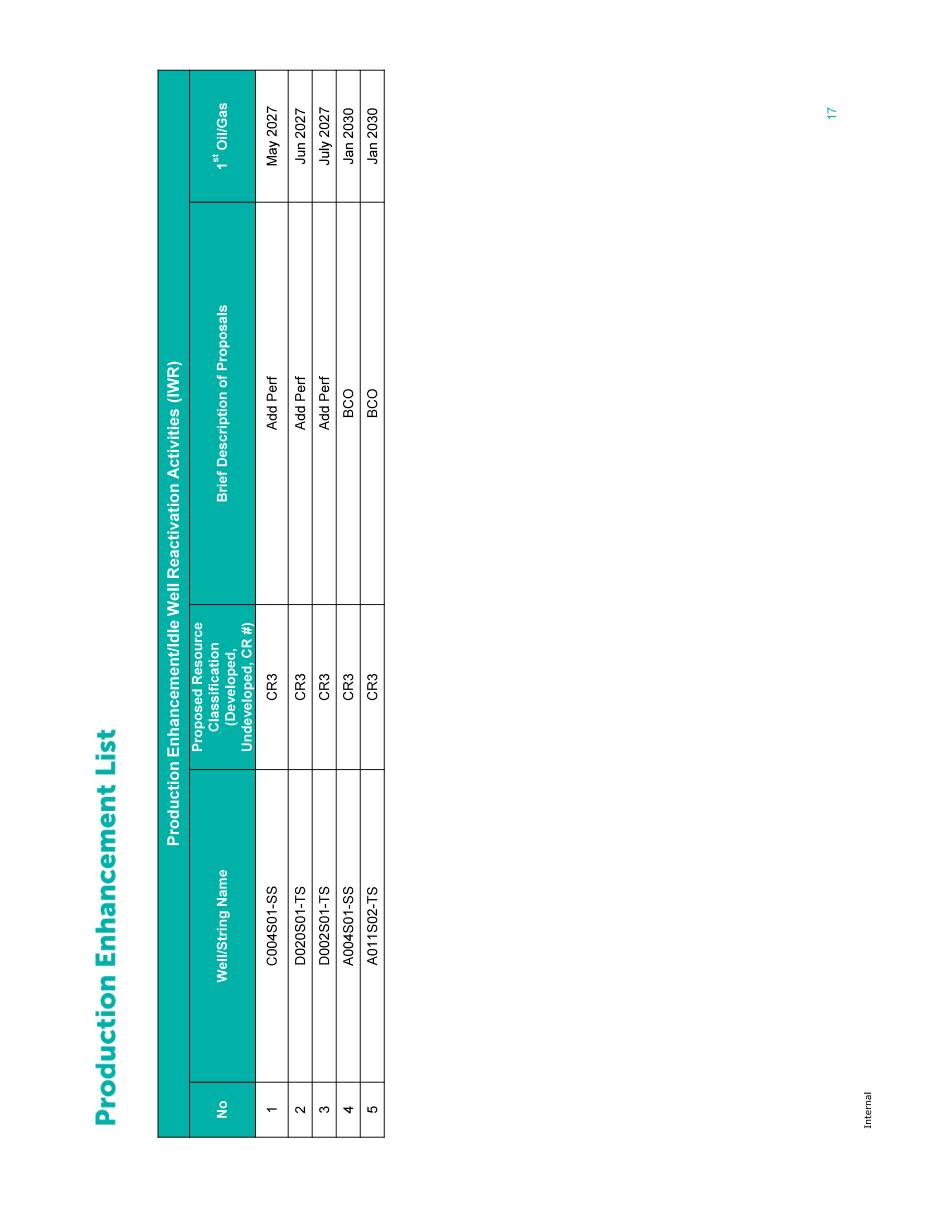 Production Enhancement List
Production Enhancement/Idle Well Reactivation Activities (IWR)
No
Well/String Name
Proposed Resource
Classification
(Developed,
Undeveloped, CR #)
Brief Description of Proposals
1st Oil/Gas
1 C004S01-SS CR3 Add Perf May 2027
2 D020S01-TS CR3 Add Perf Jun 2027
3 D002S01-TS CR3 Add Perf July 2027
4 A004S01-SS CR3 BCO Jan 2030
5 A011S02-TS CR3 BCO Jan 2030
17
Internal